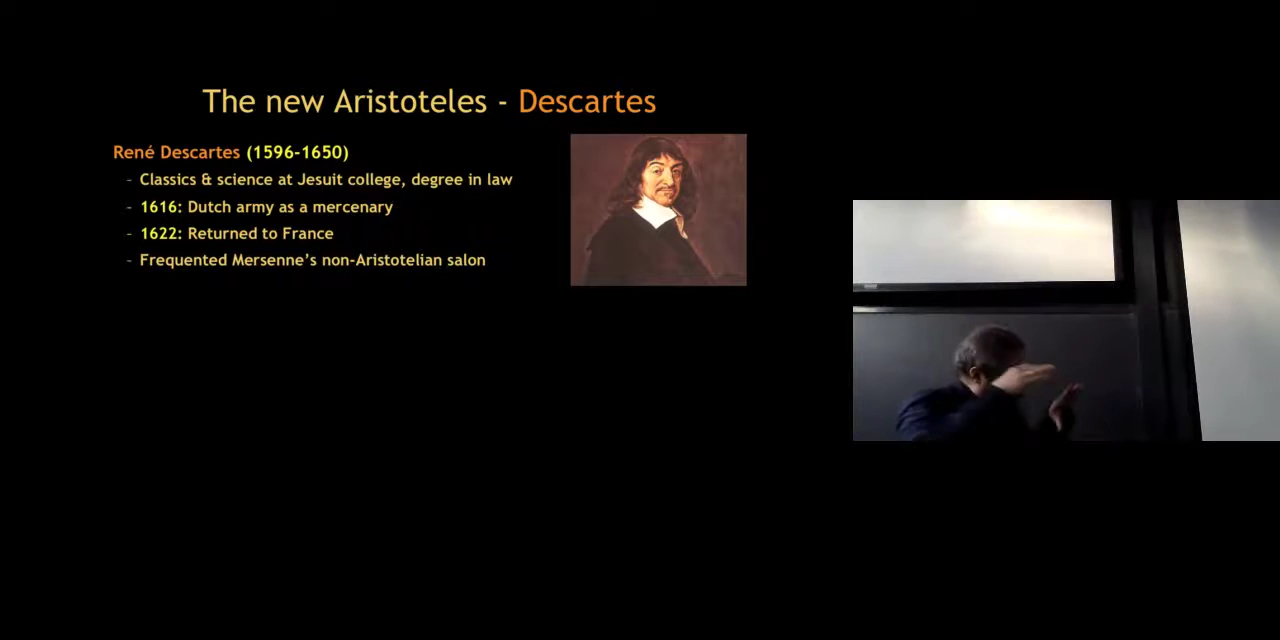 The new Aristoteles - Descartes
René Descartes (1596-1650)
- Classics & science at Jesuit college, degree in law
- 1616: Dutch army as a mercenary
- 1622: Returned to France
- Frequented Mersenne’s non-Aristotelian salon